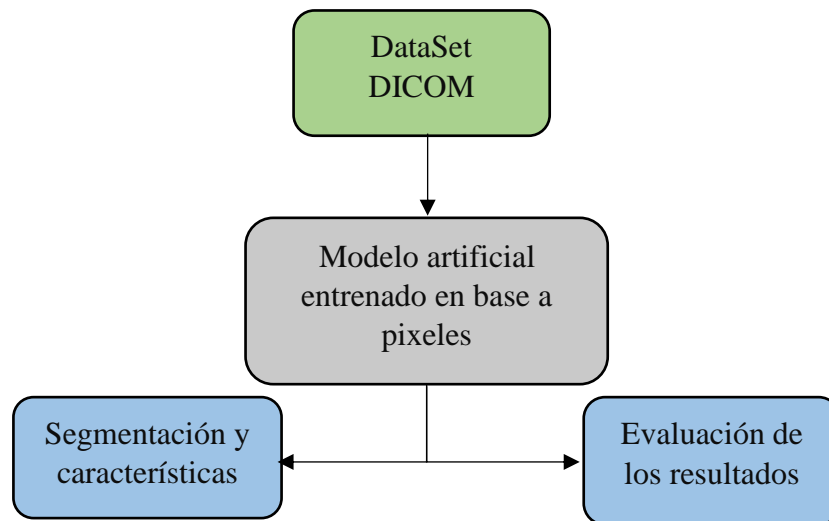 DataSet
DICOM
Modelo artificial
entrenado en base a
pixeles
Segmentación y
características
Evaluación de
los resultados